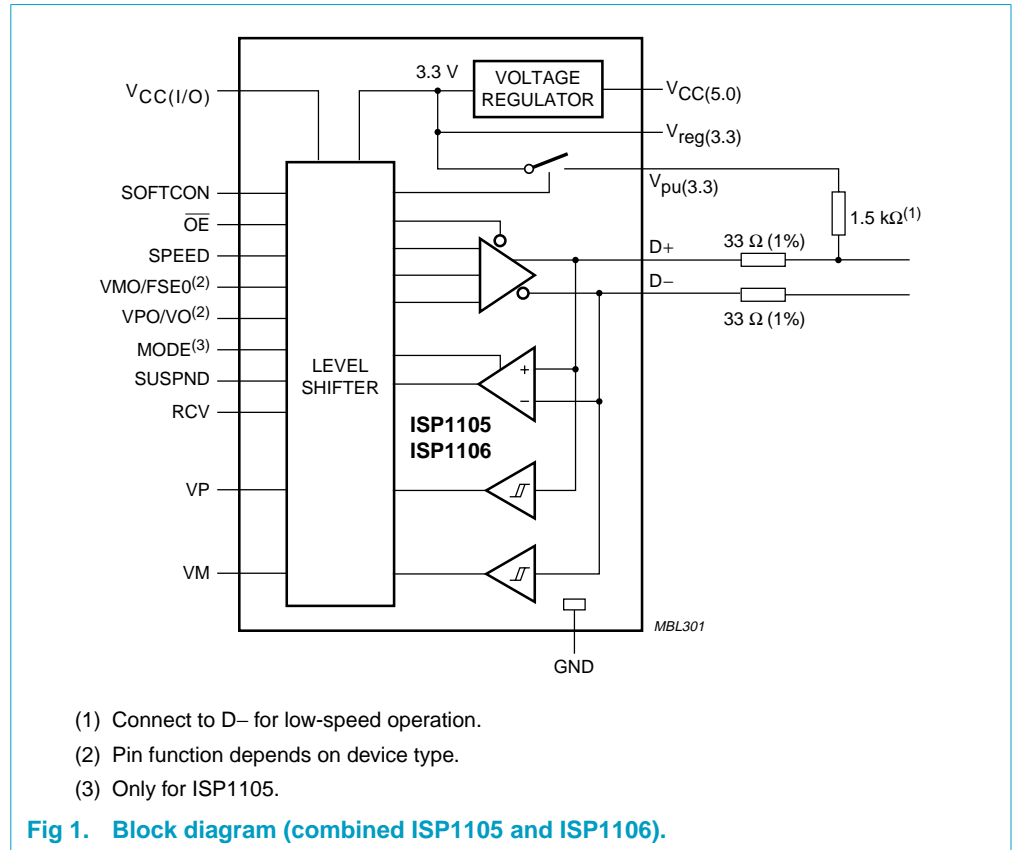 3.3 V
VOLTAGE
REGULATOR
VCC(I/O)
VCC(5.0)
Vreg(3.3)
Vpu(3.3)
SOFTCON
OE
SPEED
VMO/FSE0(2)
VPO/VO(2)
MODE(3)
SUSPND
RCV
VP
VM
LEVEL
SHIFTER
1.5 kΩ(1)
D+
33 Ω (1%)
D−
33 Ω (1%)
+
−
ISP1105
ISP1106
MBL301
GND
(1) Connect to D− for low-speed operation.
(2) Pin function depends on device type.
(3) Only for ISP1105.
Fig 1. Block diagram (combined ISP1105 and ISP1106).